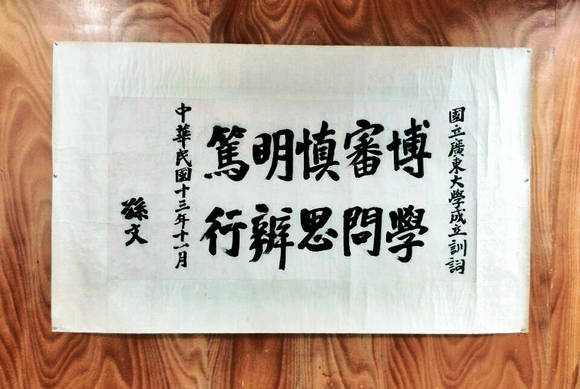 國立廣東大學成立訓詞
博學
審問
慎思
明辨
篤行
中華民國十三年十一月
孫文